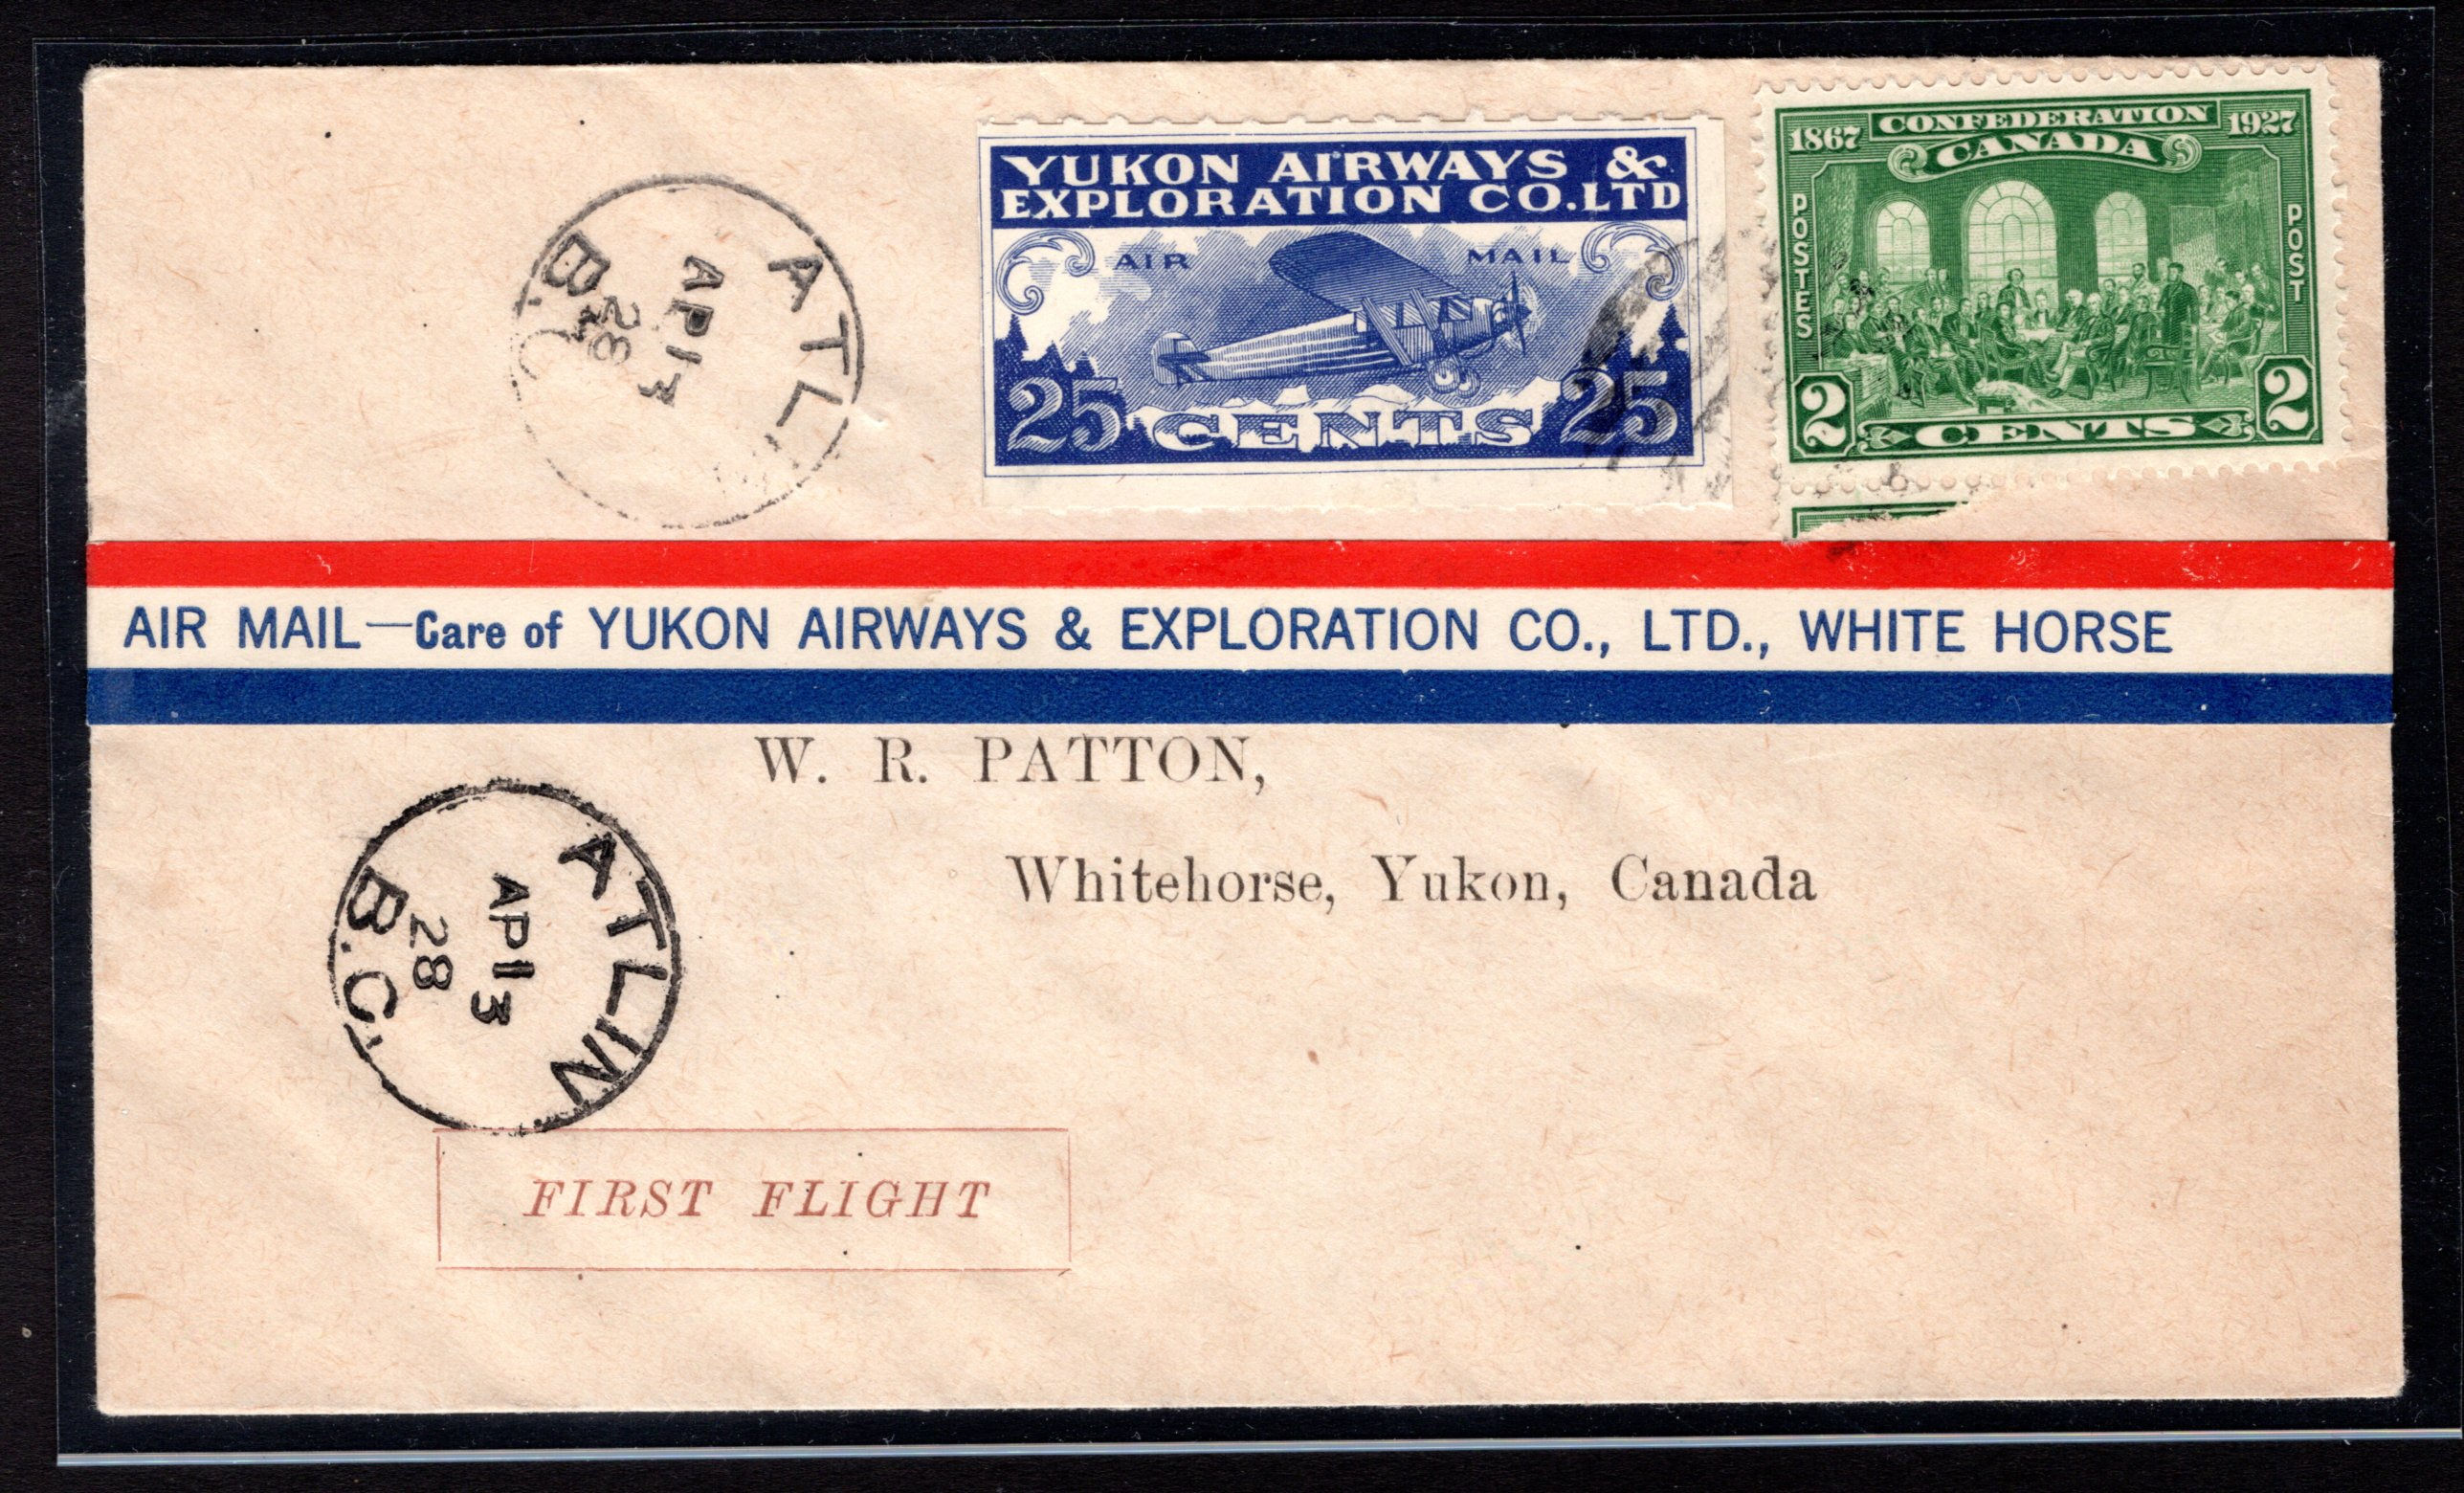 ATLIN
AP 13
28
B.C.
YUKON AIRWAYS &
EXPLORATION CO. LTD
AIR MAIL
25 CENTS 25
1867 CONFEDERATION 1927
CANADA
POSTES
POST
2 CENTS 2
AIR MAIL—Care of YUKON AIRWAYS & EXPLORATION CO., LTD., WHITE HORSE
W. R. PATTON,
Whitehorse, Yukon, Canada
ATLIN
AP 13
28
B.C.
FIRST FLIGHT